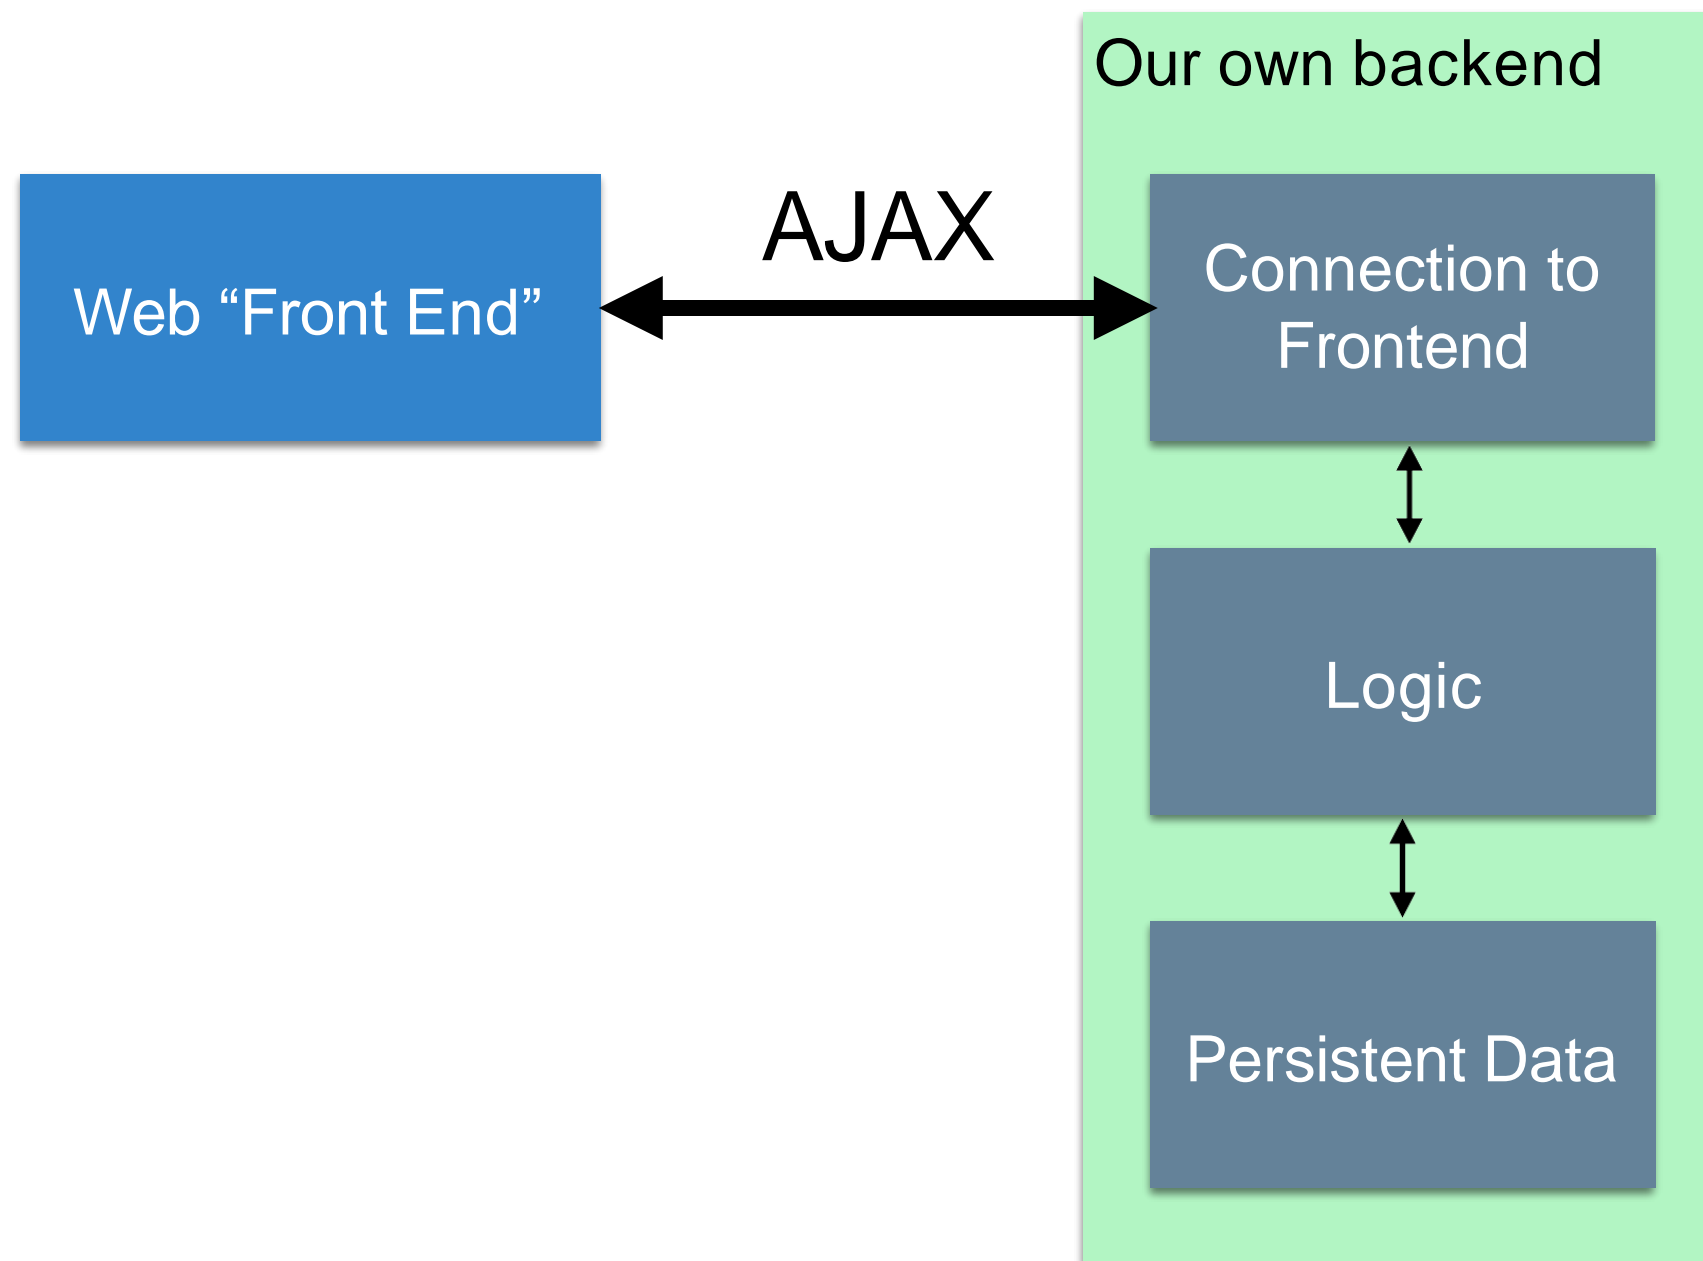 Our own backend
Web “Front End”
AJAX
Connection to
Frontend
Logic
Persistent Data